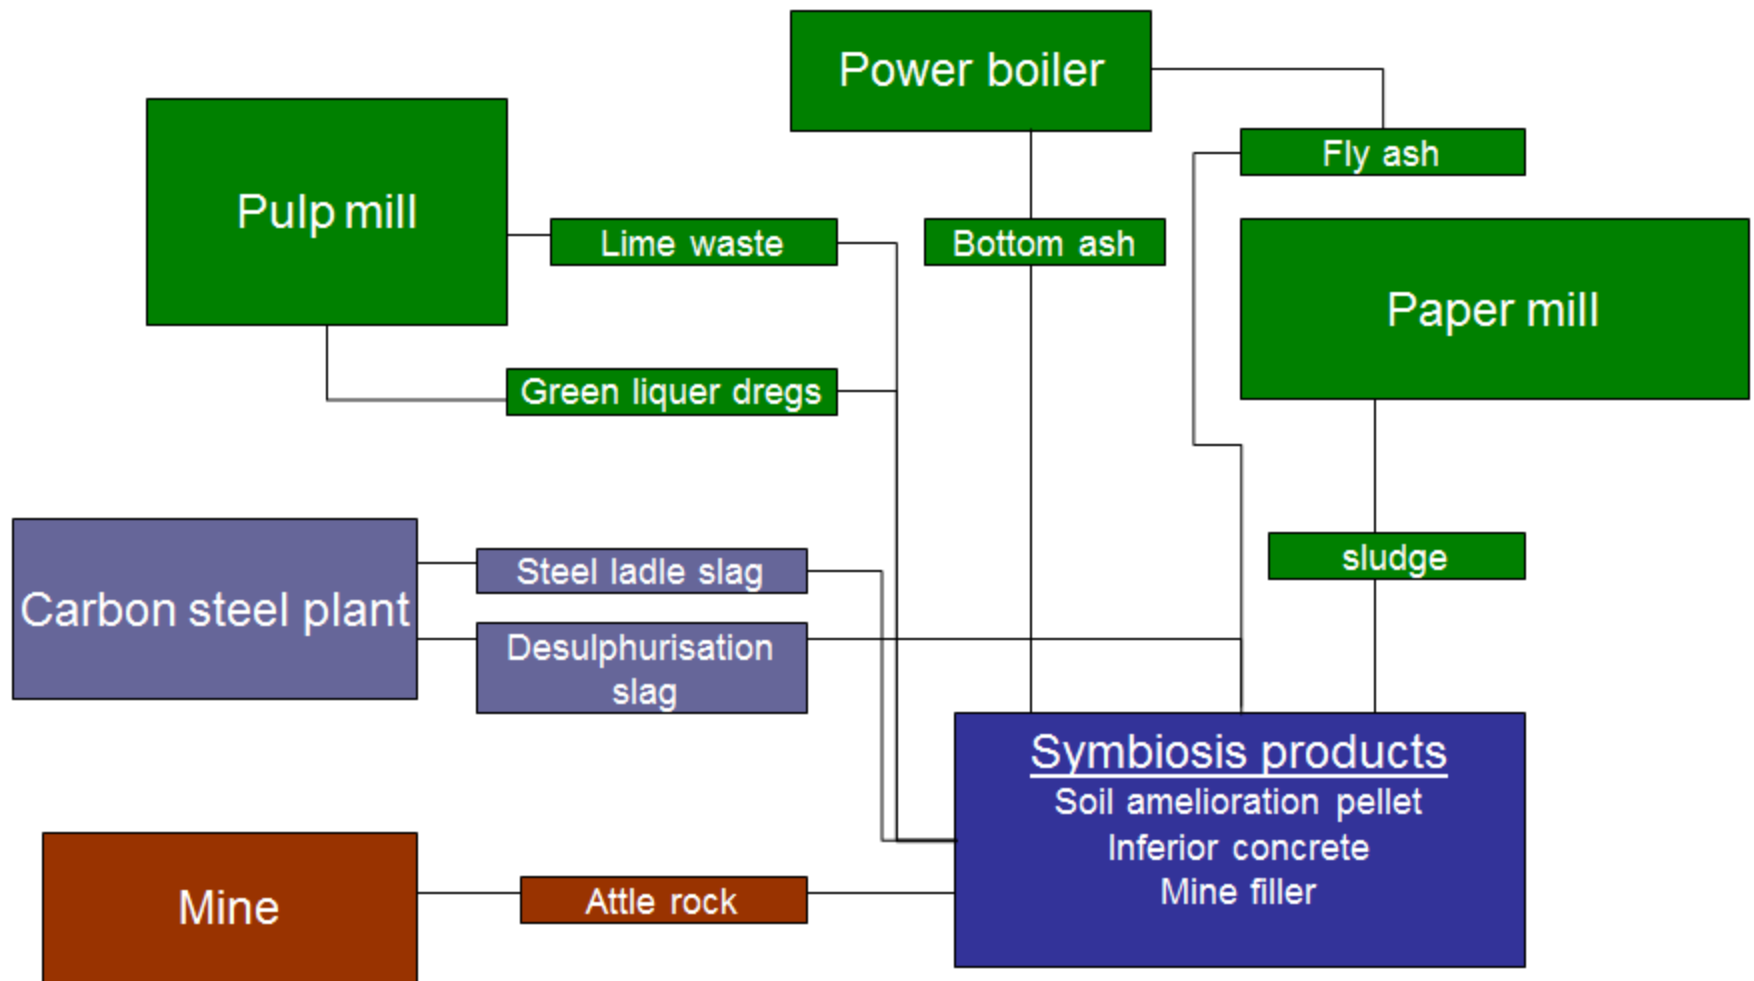 Power boiler
Fly ash
Pulp mill
Lime waste
Bottom ash
Paper mill
Green liquer dregs
Steel ladle slag
sludge
Carbon steel plant
Desulphurisation
slag
Symbiosis products
Soil amelioration pellet
Inferior concrete
Mine filler
Mine
Attle rock